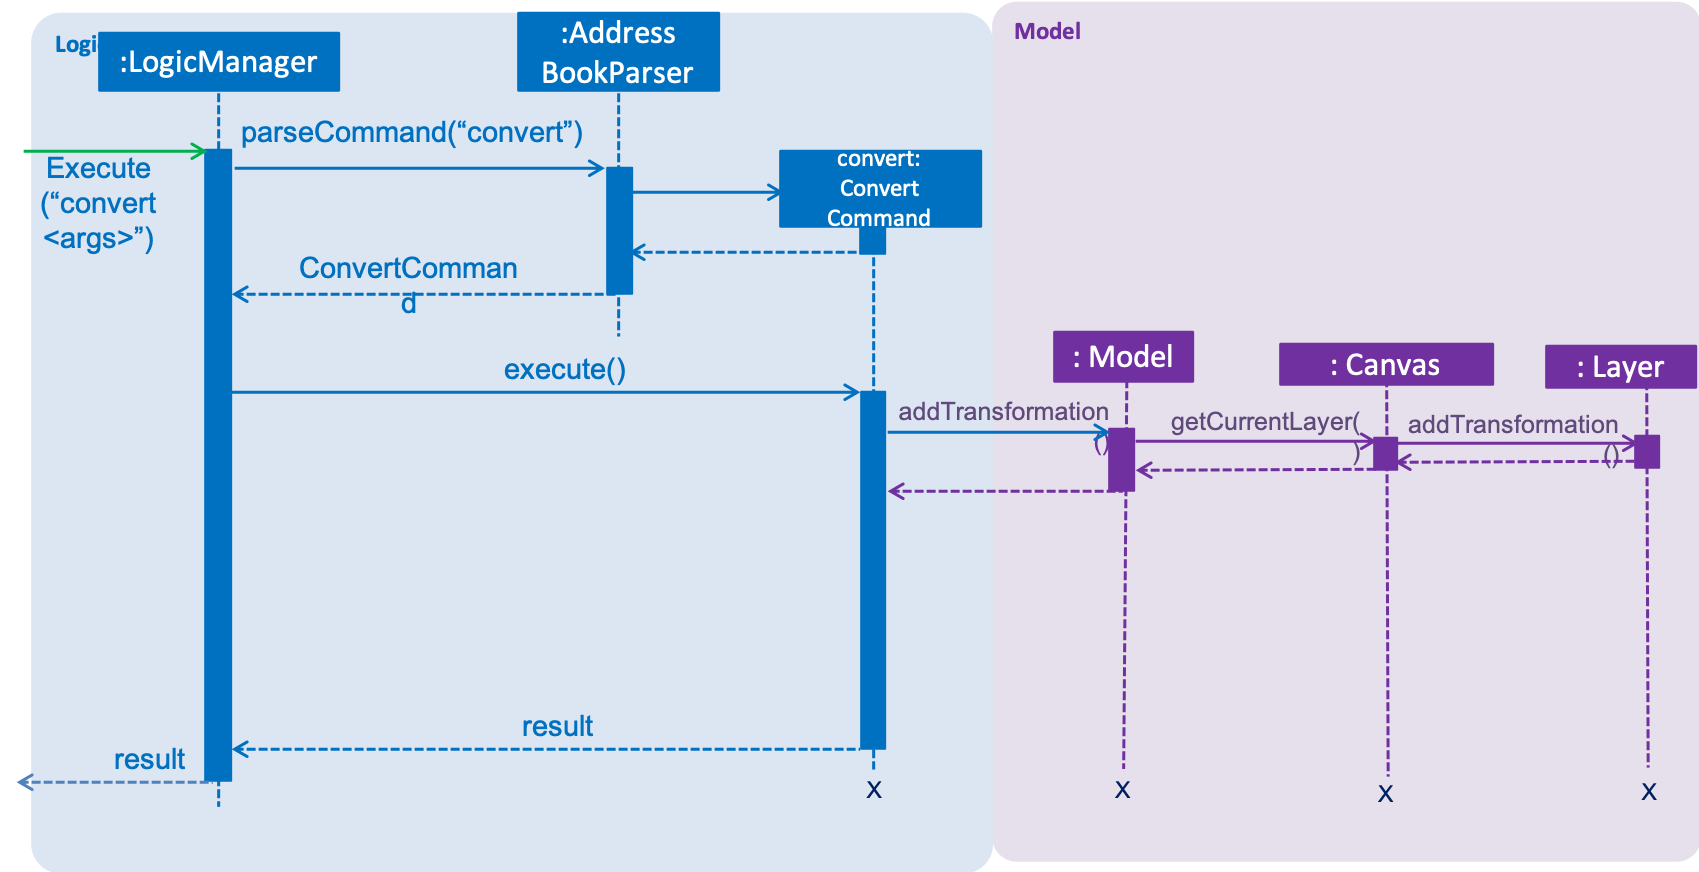 Logi
:LogicManager
:Address
BookParser
Model
parseCommand(“convert”)
Execute
(“convert
<args>”)
convert:
Convert
Command
ConvertComman
d
execute()
: Model
: Canvas
: Layer
addTransformation
()
getCurrentLayer(
)
addTransformation
()
result
result
X
X
X
X